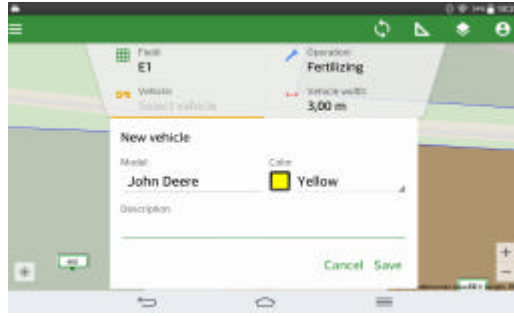 Field:
E1
Operation:
Fertilizing
Vehicle:
Select vehicle
Vehicle width:
3,00 m
New vehicle
Model
John Deere
Color
Yellow
Description
Cancel Save